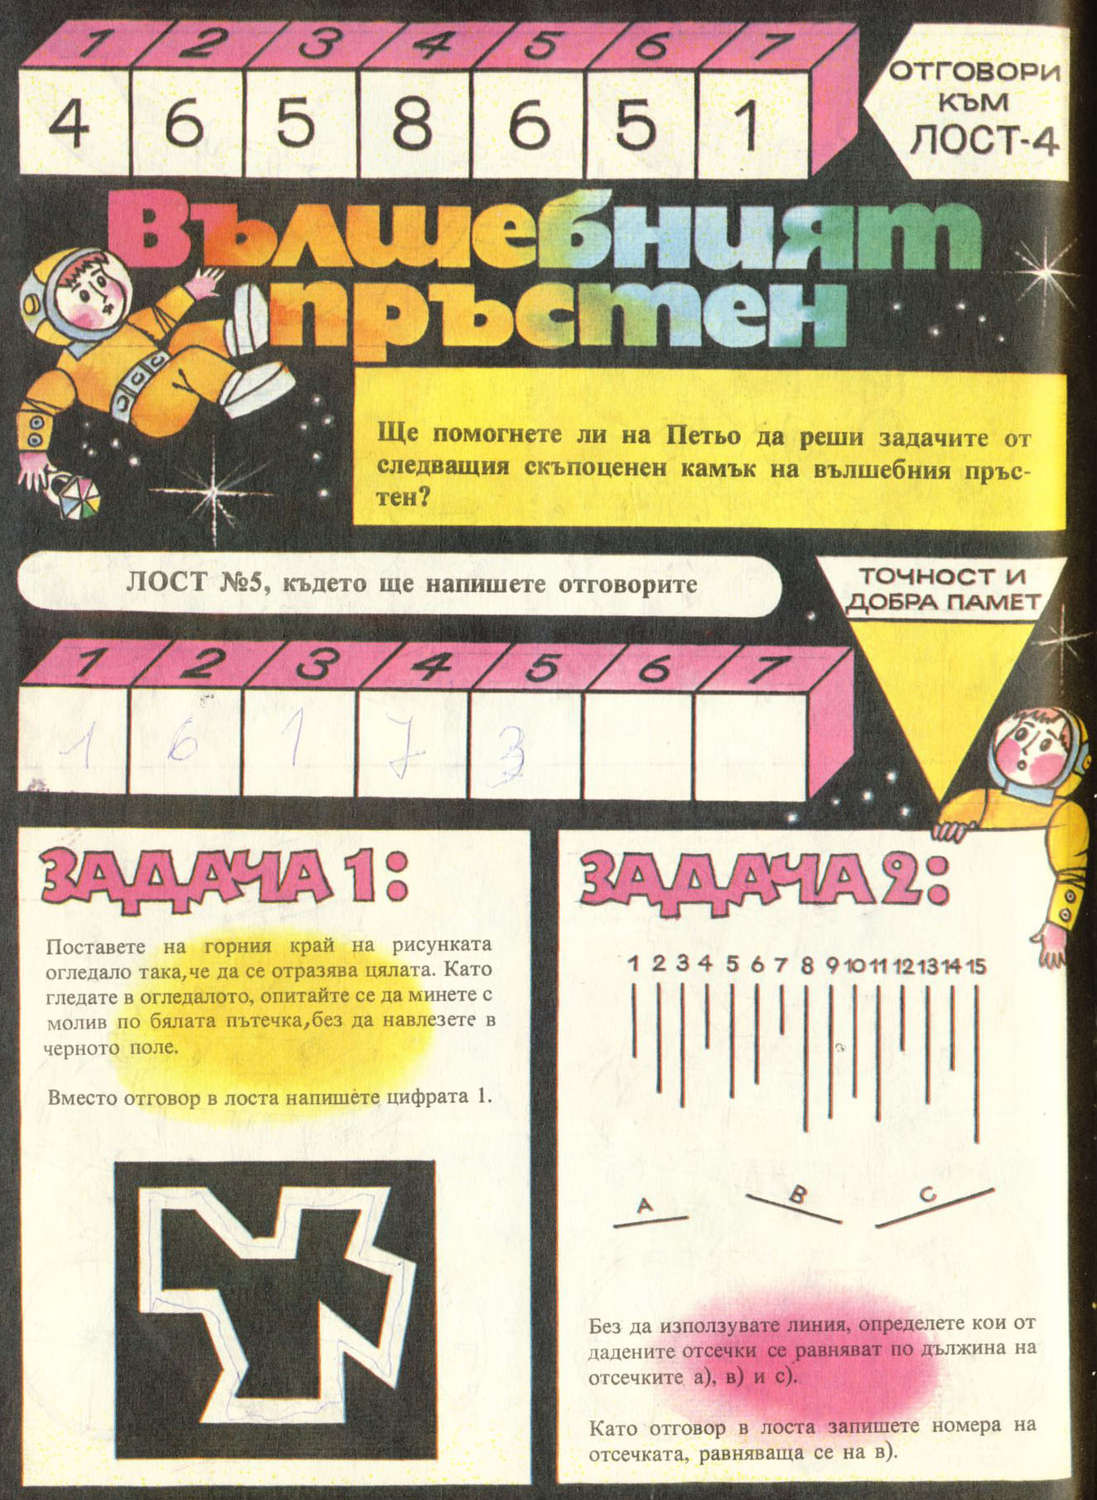 1 2 3 4 5 6 7
4 6 5 8 6 5 1
ОТГОВОРИ
КЪМ
ЛОСТ-4
Вълшебният
пръстен
Ще помогнете ли на Петьо да реши задачите от
следващия скъпоценен камък на вълшебния пръс-
тен?
ЛОСТ №5, където ще напишете отговорите
ТОЧНОСТ И
ДОБРА ПАМЕТ
1 2 3 4 5 6 7
1 6 1 7 3
ЗАДАЧА 1:
Поставете на горния край на рисунката
огледало така, че да се отразява цялата. Като
гледате в огледалото, опитайте се да минете с
молив по бялата пътечка, без да навлезете в
черното поле.
Вместо отговор в лоста напишете цифрата 1.
ЗАДАЧА 2:
1 2 3 4 5 6 7 8 9 10 11 12 13 14 15
A B C
Без да използувате линия, определете кои от
дадените отсечки се равняват по дължина на
отсечките а), в) и с).
Като отговор в лоста запишете номера на
отсечката, равняваща се на в).